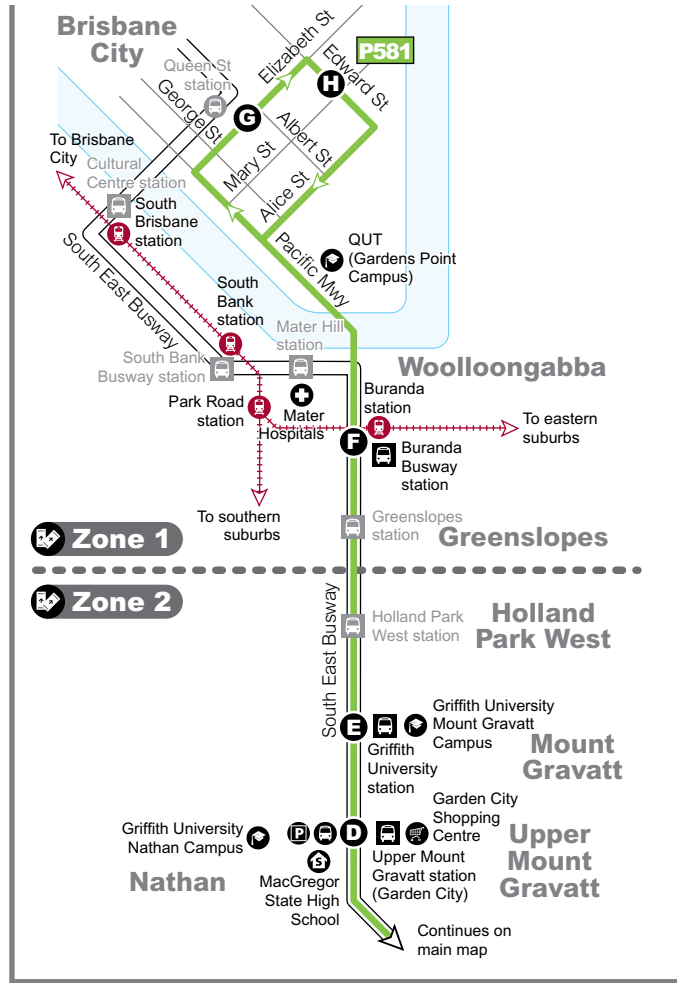 Brisbane
City
P581
Elizabeth St
Edward St
H
Queen St
station
George St
G
Albert St
To Brisbane
City
Mary St
Cultural
Centre station
Alice St
South
Brisbane
station
Pacific Mwy
QUT
(Gardens Point
Campus)
South East Busway
South
Bank
station
Mater Hill
station
South Bank
Busway station
Woolloongabba
Buranda
station
Park Road
station
Mater
Hospitals
To eastern
suburbs
F
Buranda
Busway
station
To southern
suburbs
Greenslopes
station
Greenslopes
Zone 1
Zone 2
Holland Park
West station
Holland
Park West
South East Busway
Griffith University
Mount Gravatt
Campus
E
Griffith
University
station
Mount
Gravatt
Garden City
Shopping
Centre
Griffith University
Nathan Campus
P
D
Upper
Mount
Gravatt
Upper Mount
Gravatt station
(Garden City)
S
Nathan
MacGregor
State High
School
Continues on
main map